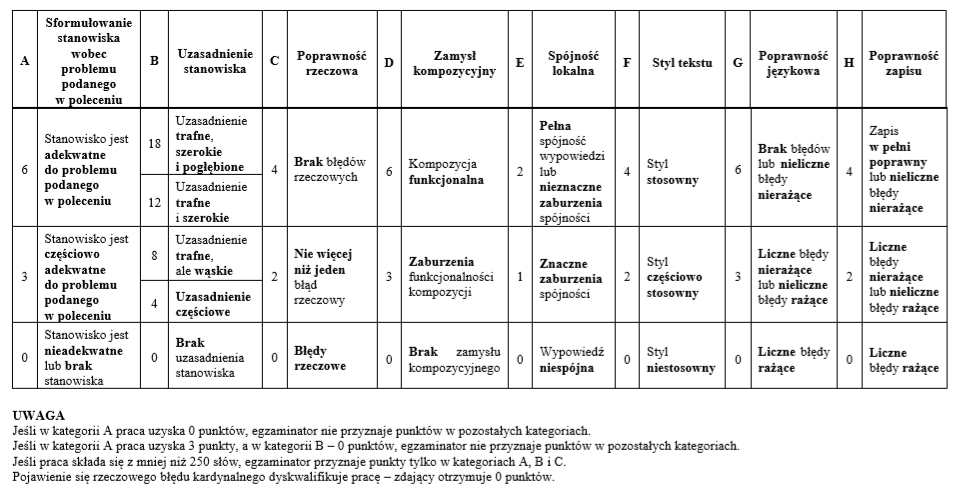 A
Sformułowanie
stanowiska
wobec
problemu
podanego
w poleceniu
B
Uzasadnienie
stanowiska
C
Poprawność
rzeczowa
D
Zamysł
kompozycyjny
E
Spójność
lokalna
F
Styl tekstu
G
Poprawność
językowa
H
Poprawność
zapisu
6
Stanowisko jest
adekwatne
do problemu
podanego
w poleceniu
18
Uzasadnienie
trafne,
szerokie
i pogłębione
12
Uzasadnienie
trafne
i szerokie
4
Brak błędów
rzeczowych
6
Kompozycja
funkcjonalna
2
Pełna
spójność
wypowiedzi
lub
nieznaczne
zaburzenia
spójności
4
Styl
stosowny
6
Brak błędów
lub nieliczne
błędy
nierażące
4
Zapis
w pełni
poprawny
lub nieliczne
błędy
nierażące
3
Stanowisko jest
częściowo
adekwatne
do problemu
podanego
w poleceniu
8
Uzasadnienie
trafne,
ale wąskie
4
Uzasadnienie
częściowe
2
Nie więcej
niż jeden
błąd
rzeczowy
3
Zaburzenia
funkcjonalności
kompozycji
1
Znaczne
zaburzenia
spójności
2
Styl
częściowo
stosowny
3
Liczne błędy
nierażące
lub nieliczne
błędy rażące
2
Liczne
błędy
nierażące
lub nieliczne
błędy rażące
0
Stanowisko jest
nieadekwatne
lub brak
stanowiska
0
Brak
uzasadnienia
stanowiska
0
Błędy
rzeczowe
0
Brak zamysłu
kompozycyjnego
0
Wypowiedź
niespójna
0
Styl
niestosowny
0
Liczne błędy
rażące
0
Liczne
błędy rażące
UWAGA
Jeśli w kategorii A praca uzyska 0 punktów, egzaminator nie przyznaje punktów w pozostałych kategoriach.
Jeśli w kategorii A praca uzyska 3 punkty, a w kategorii B – 0 punktów, egzaminator nie przyznaje punktów w pozostałych kategoriach.
Jeśli praca składa się z mniej niż 250 słów, egzaminator przyznaje punkty tylko w kategoriach A, B i C.
Pojawienie się rzeczowego błędu kardynalnego dyskwalifikuje pracę – zdający otrzymuje 0 punktów.